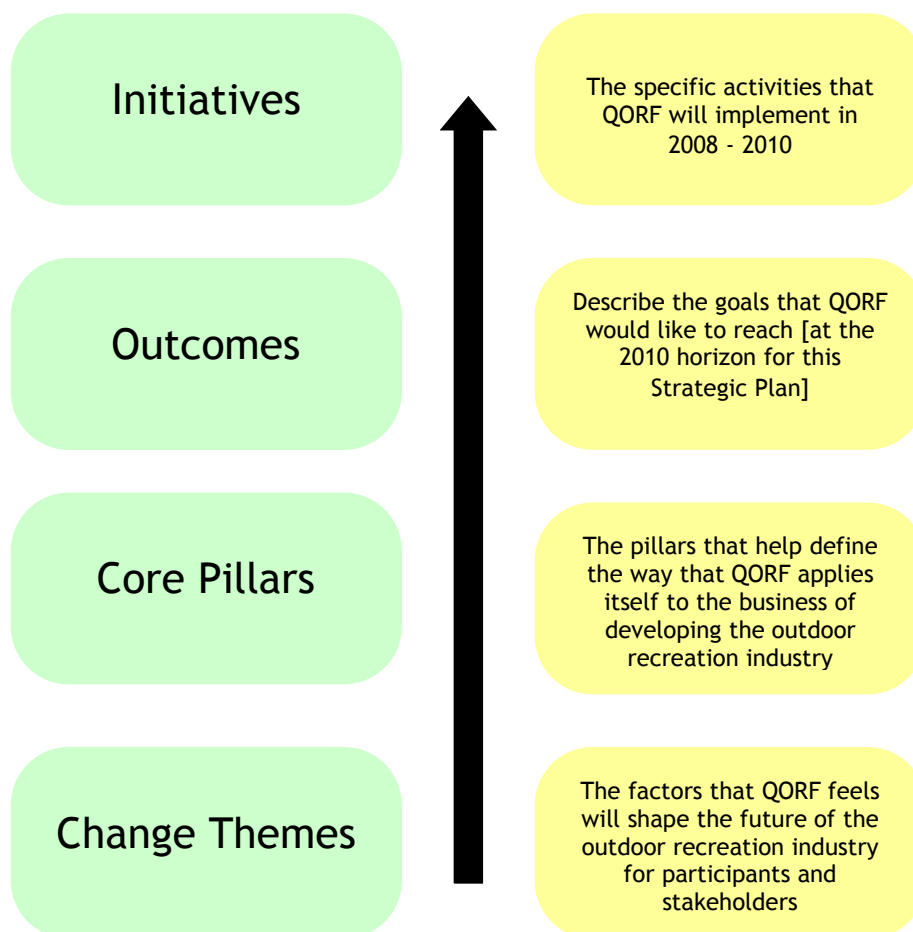 Initiatives
The specific activities that
QORF will implement in
2008 - 2010
Outcomes
Describe the goals that QORF
would like to reach [at the
2010 horizon for this
Strategic Plan]
Core Pillars
The pillars that help define
the way that QORF applies
itself to the business of
developing the outdoor
recreation industry
Change Themes
The factors that QORF feels
will shape the future of the
outdoor recreation industry
for participants and
stakeholders